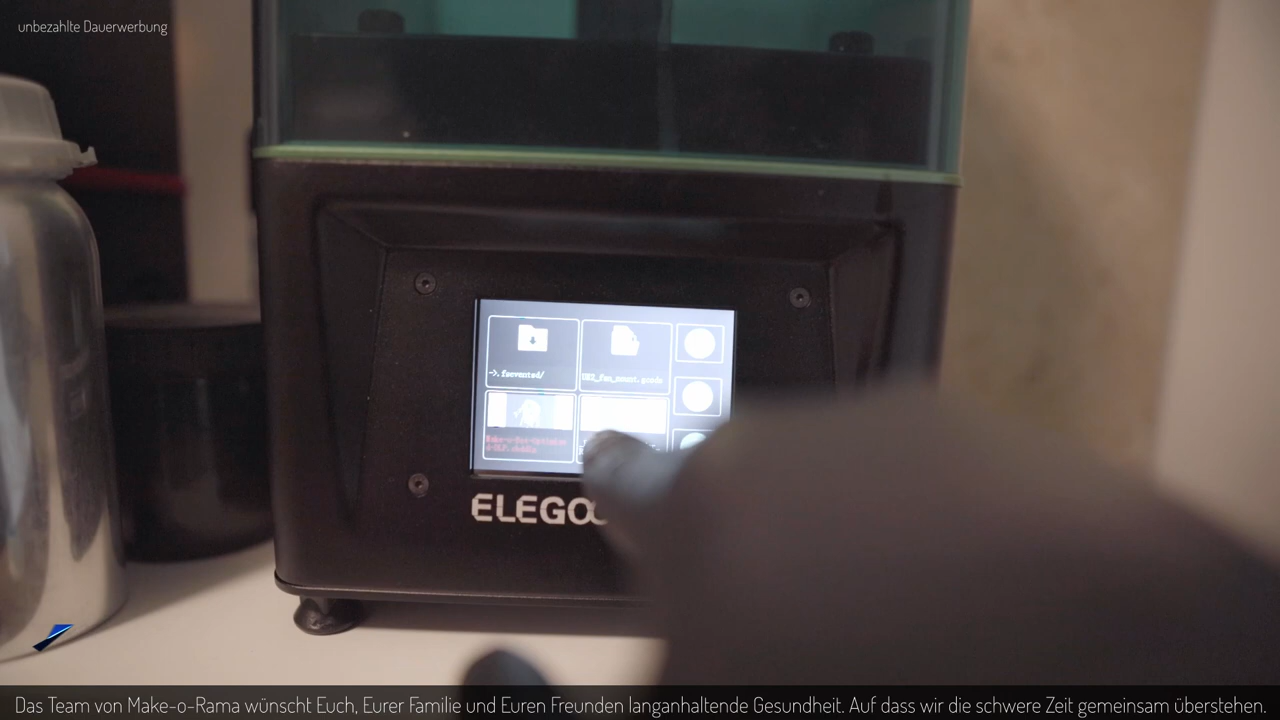 unbezahlte Dauerwerbung
->.fsevented/
ELEGOO
Das Team von Make-o-Rama wünscht Euch, Eurer Familie und Euren Freunden langanhaltende Gesundheit. Auf dass wir die schwere Zeit gemeinsam überstehen.